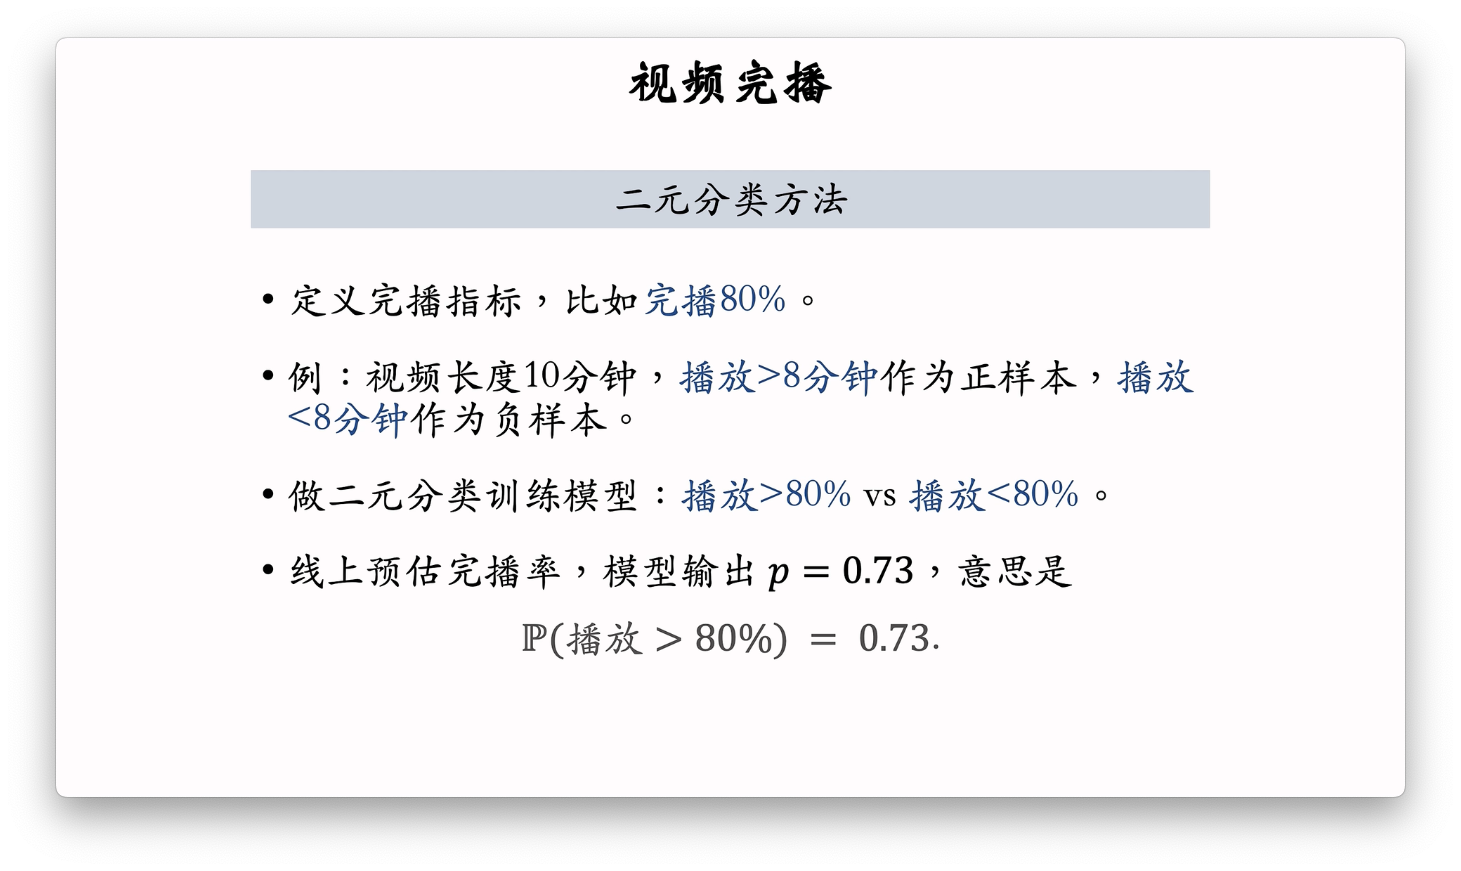 视频完播
二元分类方法
• 定义完播指标，比如完播80%。
• 例：视频长度10分钟，播放>8分钟作为正样本，播放
<8分钟作为负样本。
• 做二元分类训练模型：播放>80% vs 播放<80%。
• 线上预估完播率，模型输出 p = 0.73，意思是
ℙ(播放 > 80%) = 0.73.